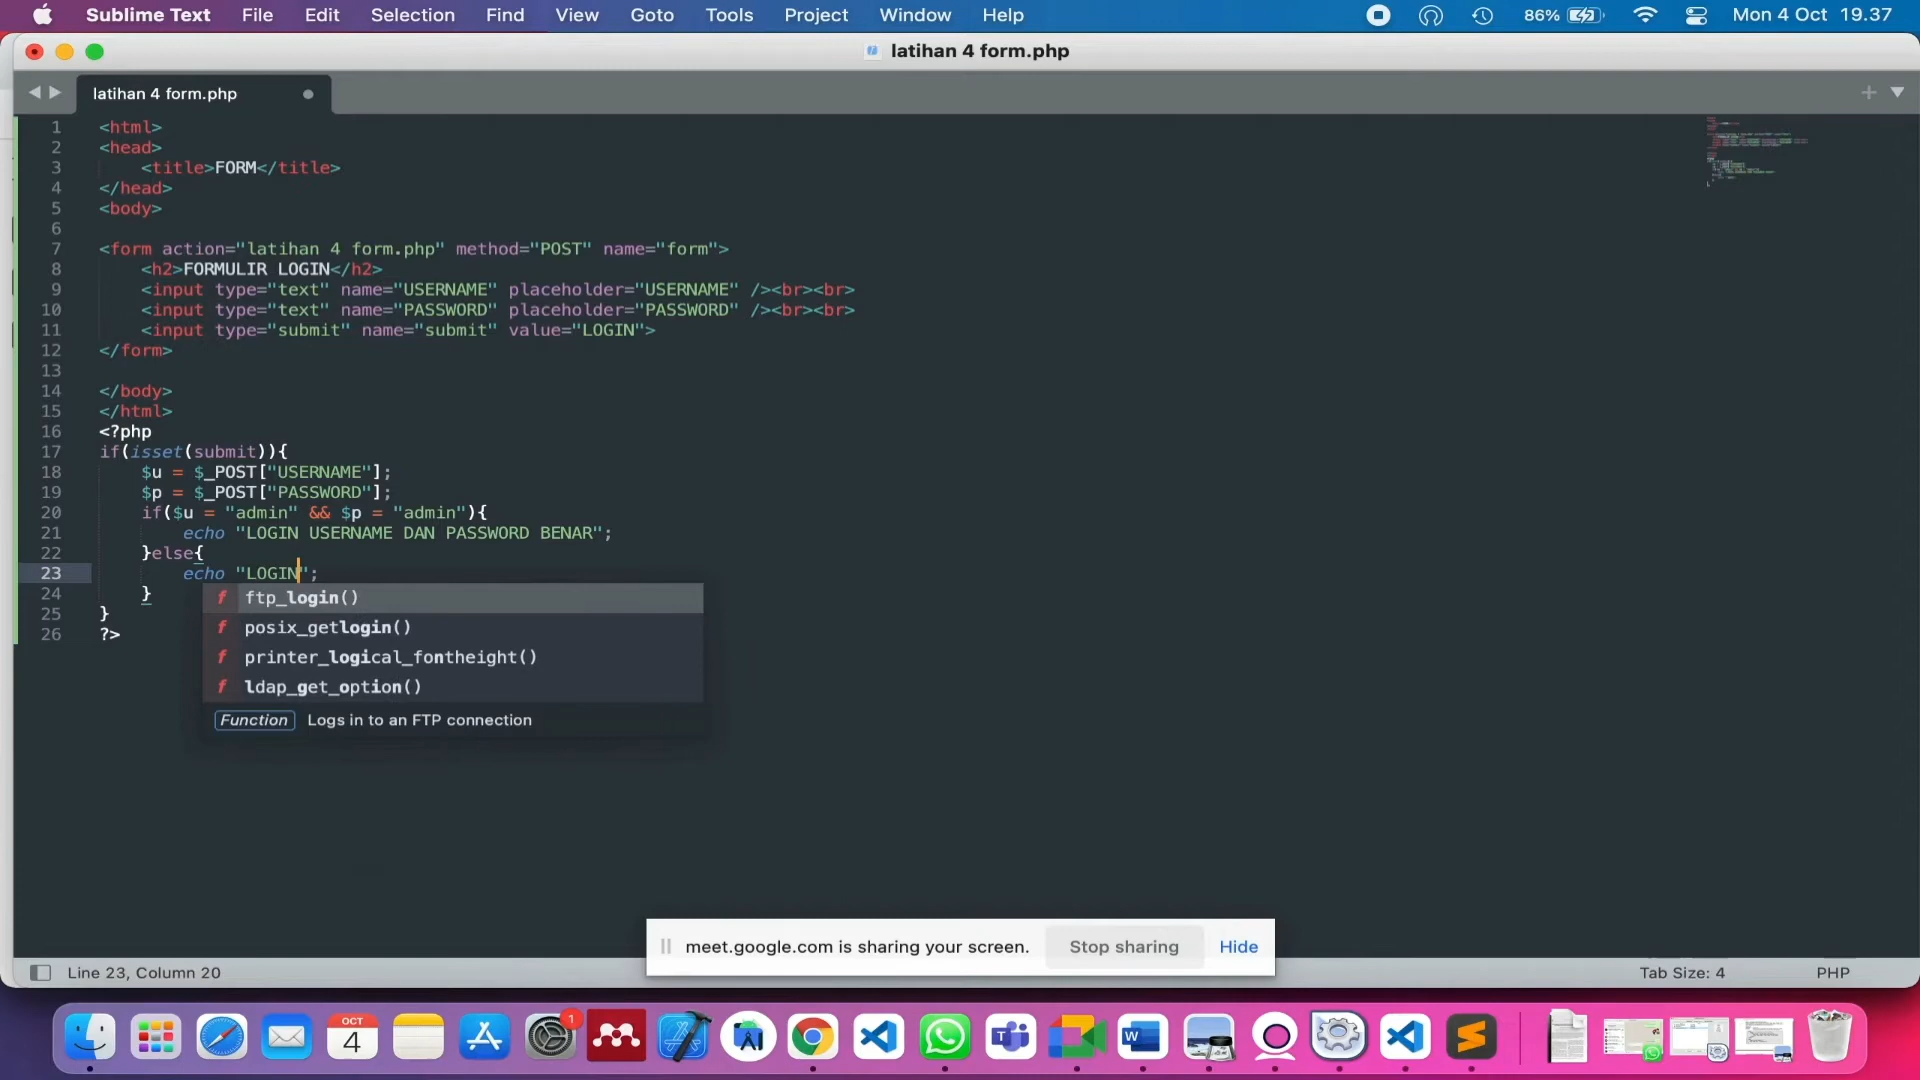 Sublime Text File Edit Selection Find View Goto Tools Project Window Help 86% Mon 4 Oct 19.37
latihan 4 form.php
latihan 4 form.php
1 <html>
2 <head>
3 <title>FORM</title>
4 </head>
5 <body>
6
7 <form action="latihan 4 form.php" method="POST" name="form">
8 <h2>FORMULIR LOGIN</h2>
9 <input type="text" name="USERNAME" placeholder="USERNAME" /><br><br>
10 <input type="text" name="PASSWORD" placeholder="PASSWORD" /><br><br>
11 <input type="submit" name="submit" value="LOGIN">
12 </form>
13
14 </body>
15 </html>
16 <?php
17 if(isset(submit)){
18 $u = $_POST["USERNAME"];
19 $p = $_POST["PASSWORD"];
20 if($u = "admin" && $p = "admin"){
21 echo "LOGIN USERNAME DAN PASSWORD BENAR";
22 }else{
23 echo "LOGIN";
24 }
25 }
26 ?>
f ftp_login()
f posix_getlogin()
f printer_logical_fontheight()
f ldap_get_option()
Function Logs in to an FTP connection
meet.google.com is sharing your screen. Stop sharing Hide
Line 23, Column 20 Tab Size: 4 PHP
OCT
4
1